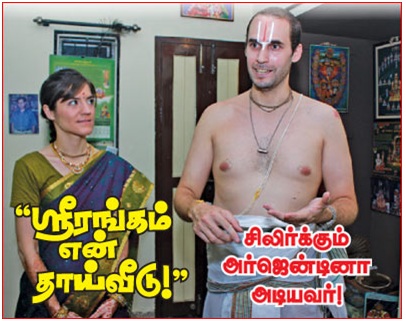 “ஸ்ரீரங்கம்
என்
தாய்வீடு!”
சிலிர்க்கும்
அர்ஜென்டினா
அடியவர்!